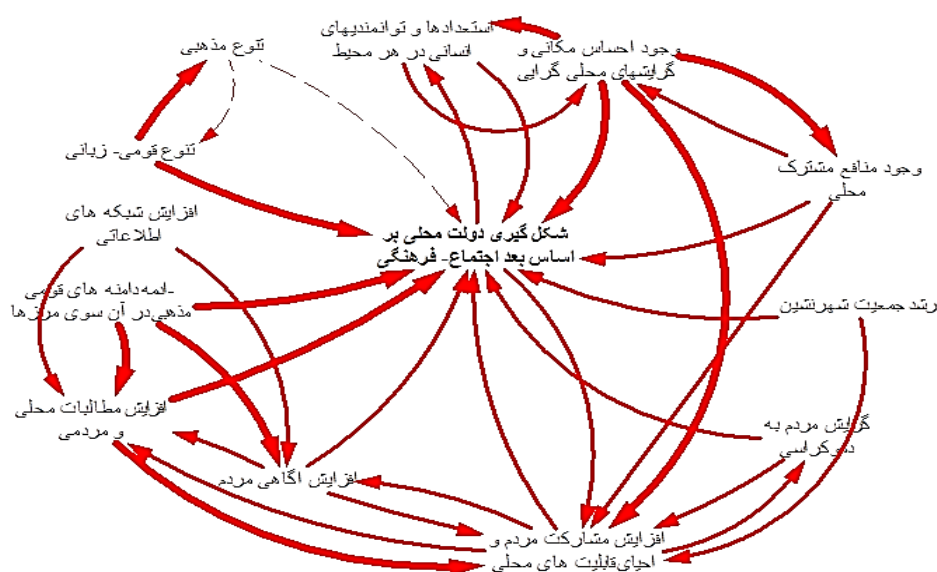 استعدادها و توانمندیهای
انسانی در هر محیط
وجود احساس مکانی و
گرایشهای محلی گرایی
تنوع مذهبی
تنوع قومی- زبانی
وجود منافع مشترک
محلی
افزایش شبکه های
اطلاعاتی
شکل گیری دولت محلی بر
اساس بعد اجتماع- فرهنگی
دامنه های قومی
مذهبی در آن سوی مرزها
رشد جمعیت شهرنشین
افزایش مطالبات محلی
و مردمی
گرایش مردم به
دموکراسی
افزایش اگاهی مردم
افزایش مشارکت مردم و
احیای قابلیت های محلی